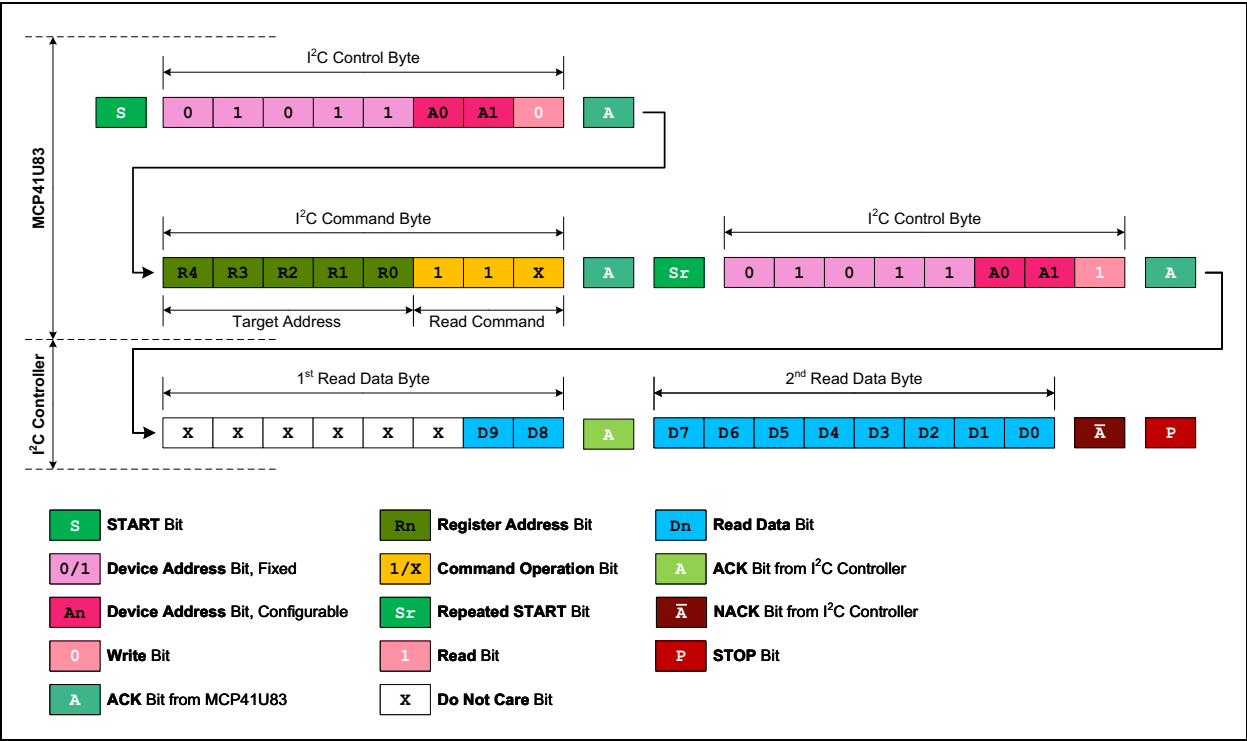 MCP41U83
I²C Control Byte
S 0 1 0 1 1 A0 A1 0 A
I²C Command Byte
I²C Control Byte
R4 R3 R2 R1 R0 1 1 X A Sr 0 1 0 1 1 A0 A1 1 A
Target Address Read Command
I²C Controller
1st Read Data Byte
2nd Read Data Byte
X X X X X X D9 D8 A D7 D6 D5 D4 D3 D2 D1 D0 A̅ P
S START Bit
0/1 Device Address Bit, Fixed
An Device Address Bit, Configurable
0 Write Bit
A ACK Bit from MCP41U83
Rn Register Address Bit
1/X Command Operation Bit
Sr Repeated START Bit
1 Read Bit
X Do Not Care Bit
Dn Read Data Bit
A ACK Bit from I²C Controller
A̅ NACK Bit from I²C Controller
P STOP Bit